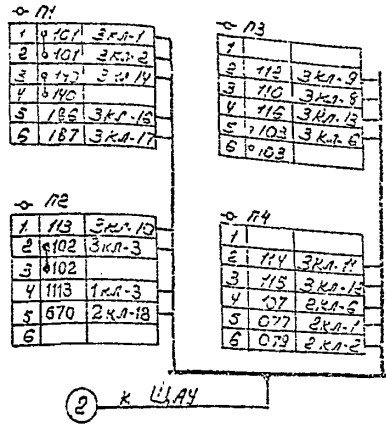 П1
1 101 3кл-1
2 101 3кл-2
3 140 3кл-14
4 140
5 186 3кл-16
6 187 3кл-17
П3
1
2 112 3кл-9
3 110 3кл-8
4 116 3кл-13
5 103 3кл-6
6 103
П2
1 113 3кл-10
2 102 3кл-3
3 102
4 1113 1кл-3
5 670 2кл-18
6
П4
1
2 114 3кл-11
3 115 3кл-12
4 107 2кл-6
5 077 2кл-1
6 079 2кл-2
2 к ЩАУ